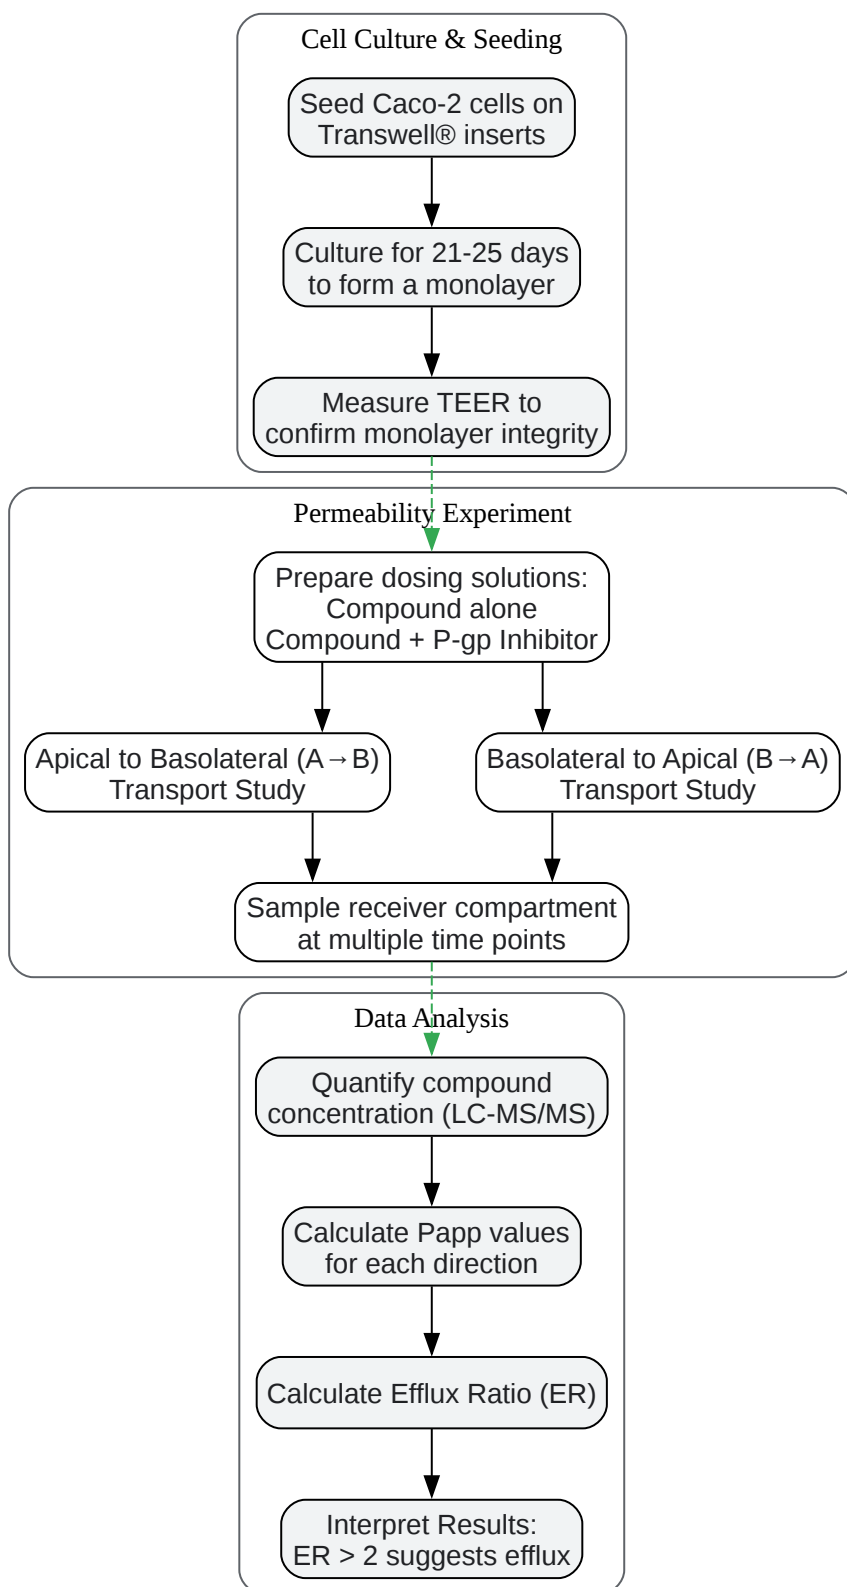 Cell Culture & Seeding
Seed Caco-2 cells on
Transwell® inserts
Culture for 21-25 days
to form a monolayer
Measure TEER to
confirm monolayer integrity
Permeability Experiment
Prepare dosing solutions:
Compound alone
Compound + P-gp Inhibitor
Apical to Basolateral (A→B)
Transport Study
Basolateral to Apical (B→A)
Transport Study
Sample receiver compartment
at multiple time points
Data Analysis
Quantify compound
concentration (LC-MS/MS)
Calculate Papp values
for each direction
Calculate Efflux Ratio (ER)
Interpret Results:
ER > 2 suggests efflux